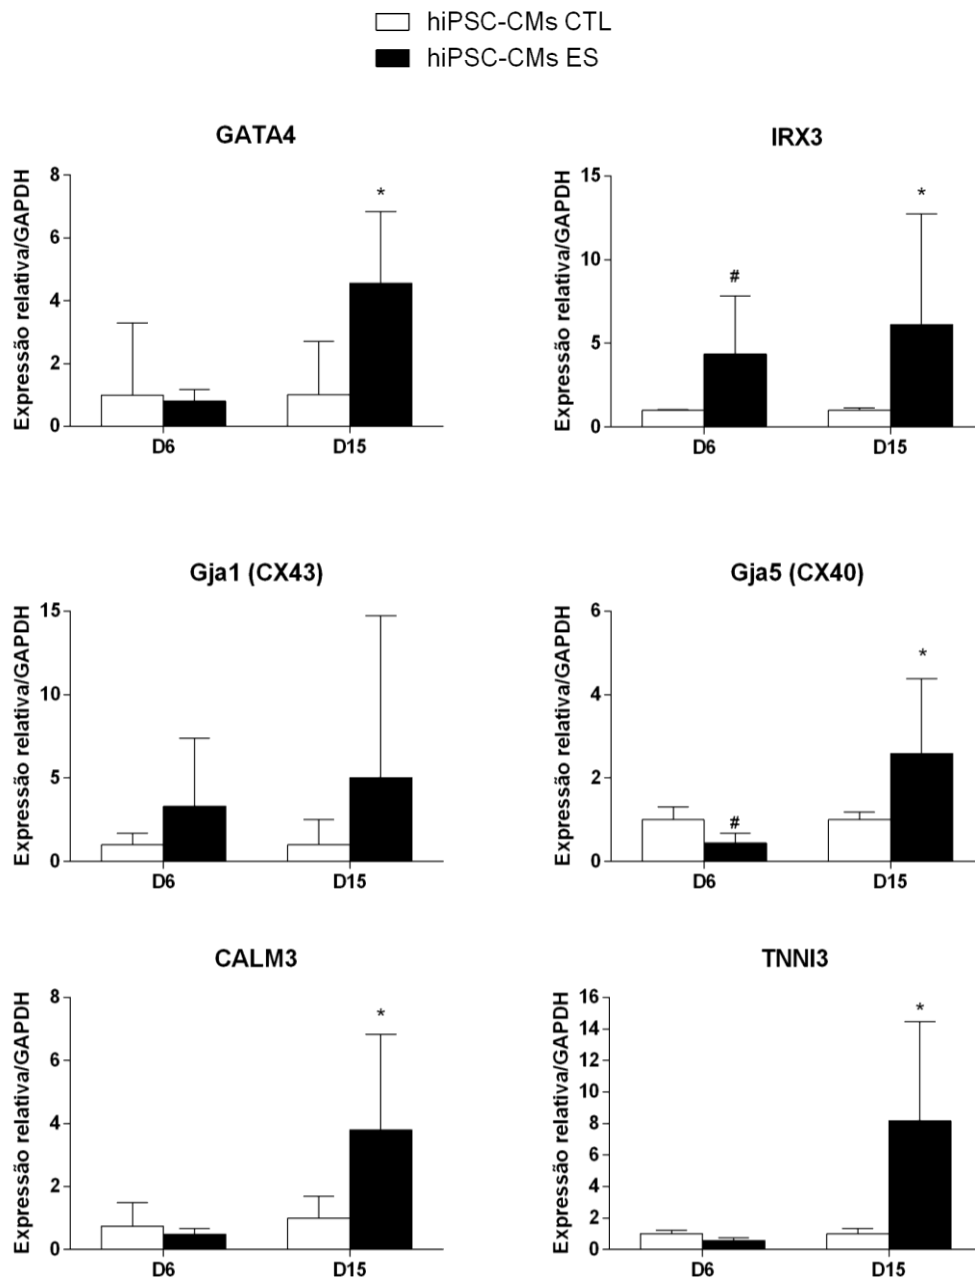 hiPSC-CMs CTL
hiPSC-CMs ES
GATA4
Expressão relativa/GAPDH
8
6
4
2
0
*
D6 D15
IRX3
Expressão relativa/GAPDH
15
10
5
0
#
*
D6 D15
Gja1 (CX43)
Expressão relativa/GAPDH
15
10
5
0
D6 D15
Gja5 (CX40)
Expressão relativa/GAPDH
6
4
2
0
#
*
D6 D15
CALM3
Expressão relativa/GAPDH
8
6
4
2
0
*
D6 D15
TNNI3
Expressão relativa/GAPDH
16
14
12
10
8
6
4
2
0
*
D6 D15